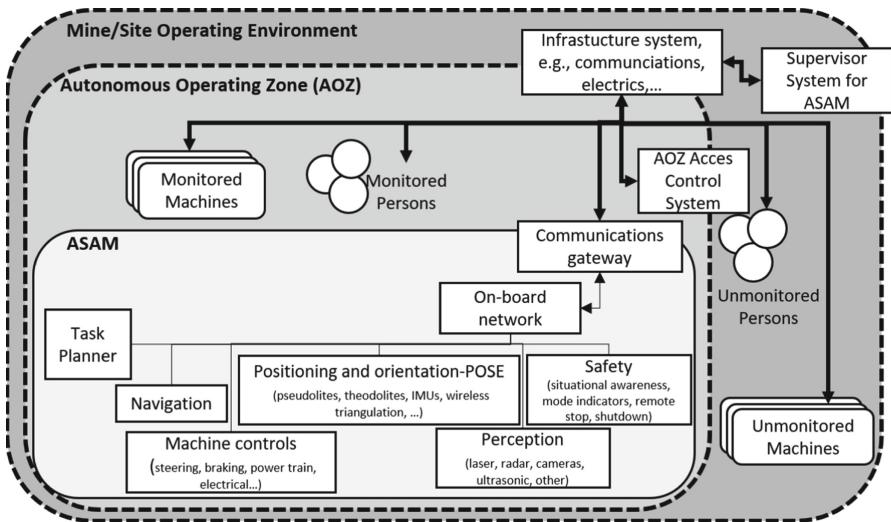 Mine/Site Operating Environment
Infrastucture system,
e.g., communciations,
electrics,...
Supervisor
System for
ASAM
Autonomous Operating Zone (AOZ)
Monitored
Machines
Monitored
Persons
AOZ Acces
Control
System
ASAM
Communications
gateway
Unmonitored
Persons
On-board
network
Task
Planner
Navigation
Positioning and orientation-POSE
(pseudolites, theodolites, IMUs, wireless
triangulation, ...)
Safety
(situational awareness,
mode indicators, remote
stop, shutdown)
Machine controls
(steering, braking, power train,
electrical...)
Perception
(laser, radar, cameras,
ultrasonic, other)
Unmonitored
Machines